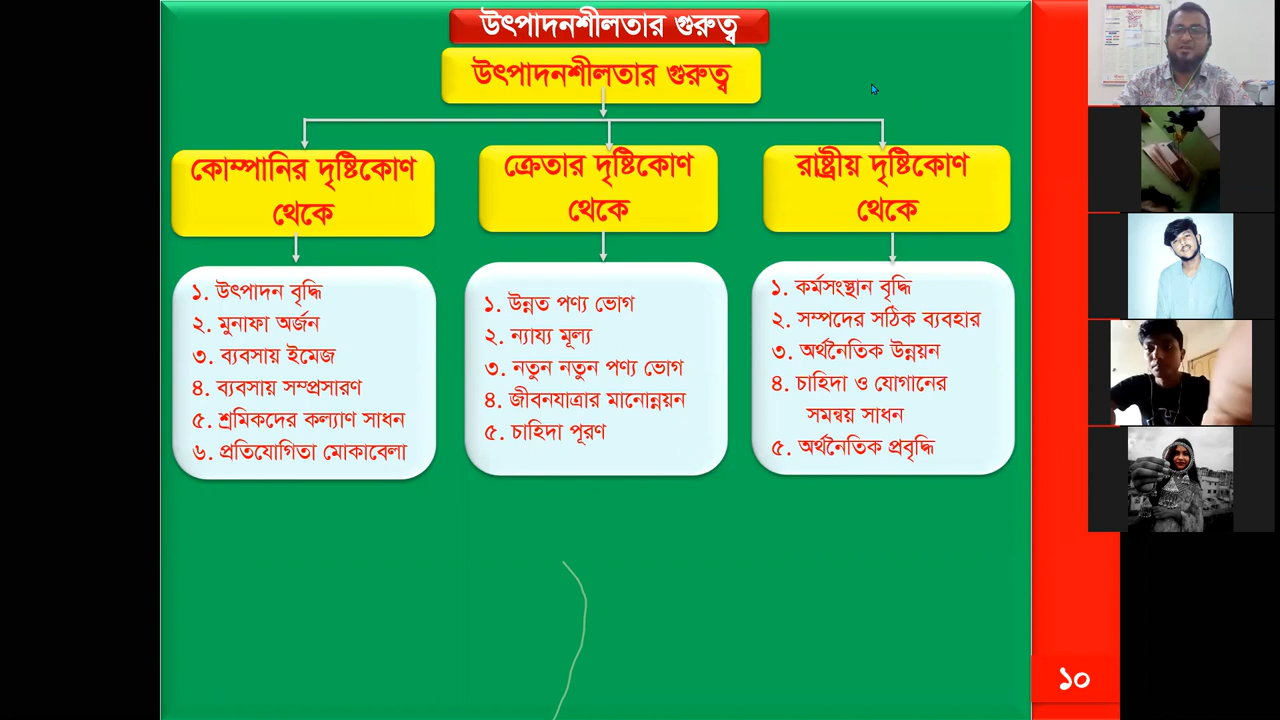 উৎপাদনশীলতার গুরুত্ব
উৎপাদনশীলতার গুরুত্ব
কোম্পানির দৃষ্টিকোণ
থেকে
১. উৎপাদন বৃদ্ধি
২. মুনাফা অর্জন
৩. ব্যবসায় ইমেজ
৪. ব্যবসায় সম্প্রসারণ
৫. শ্রমিকদের কল্যাণ সাধন
৬. প্রতিযোগিতা মোকাবেলা
ক্রেতার দৃষ্টিকোণ
থেকে
১. উন্নত পণ্য ভোগ
২. ন্যায্য মূল্য
৩. নতুন নতুন পণ্য ভোগ
৪. জীবনযাত্রার মানোন্নয়ন
৫. চাহিদা পূরণ
রাষ্ট্রীয় দৃষ্টিকোণ
থেকে
১. কর্মসংস্থান বৃদ্ধি
২. সম্পদের সঠিক ব্যবহার
৩. অর্থনৈতিক উন্নয়ন
৪. চাহিদা ও যোগানের
সমন্বয় সাধন
৫. অর্থনৈতিক প্রবৃদ্ধি
১০